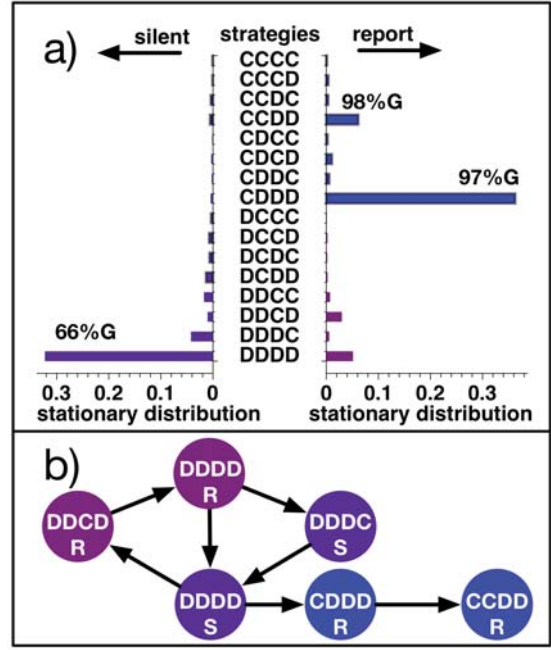 a)
silent strategies report
CCCC
CCCD
CCDC
98%G
CCDD
CDCC
CDCD
CDDC
97%G
CDDD
DCCC
DCCD
DCDC
DCDD
DDCC
DDCD
66%G
DDDC
DDDD
0.3 0.2 0.1 0 0 0.1 0.2 0.3
stationary distribution stationary distribution
b)
DDDD
R
DDCD
R
DDDC
S
DDDD
S
CDDD
R
CCDD
R